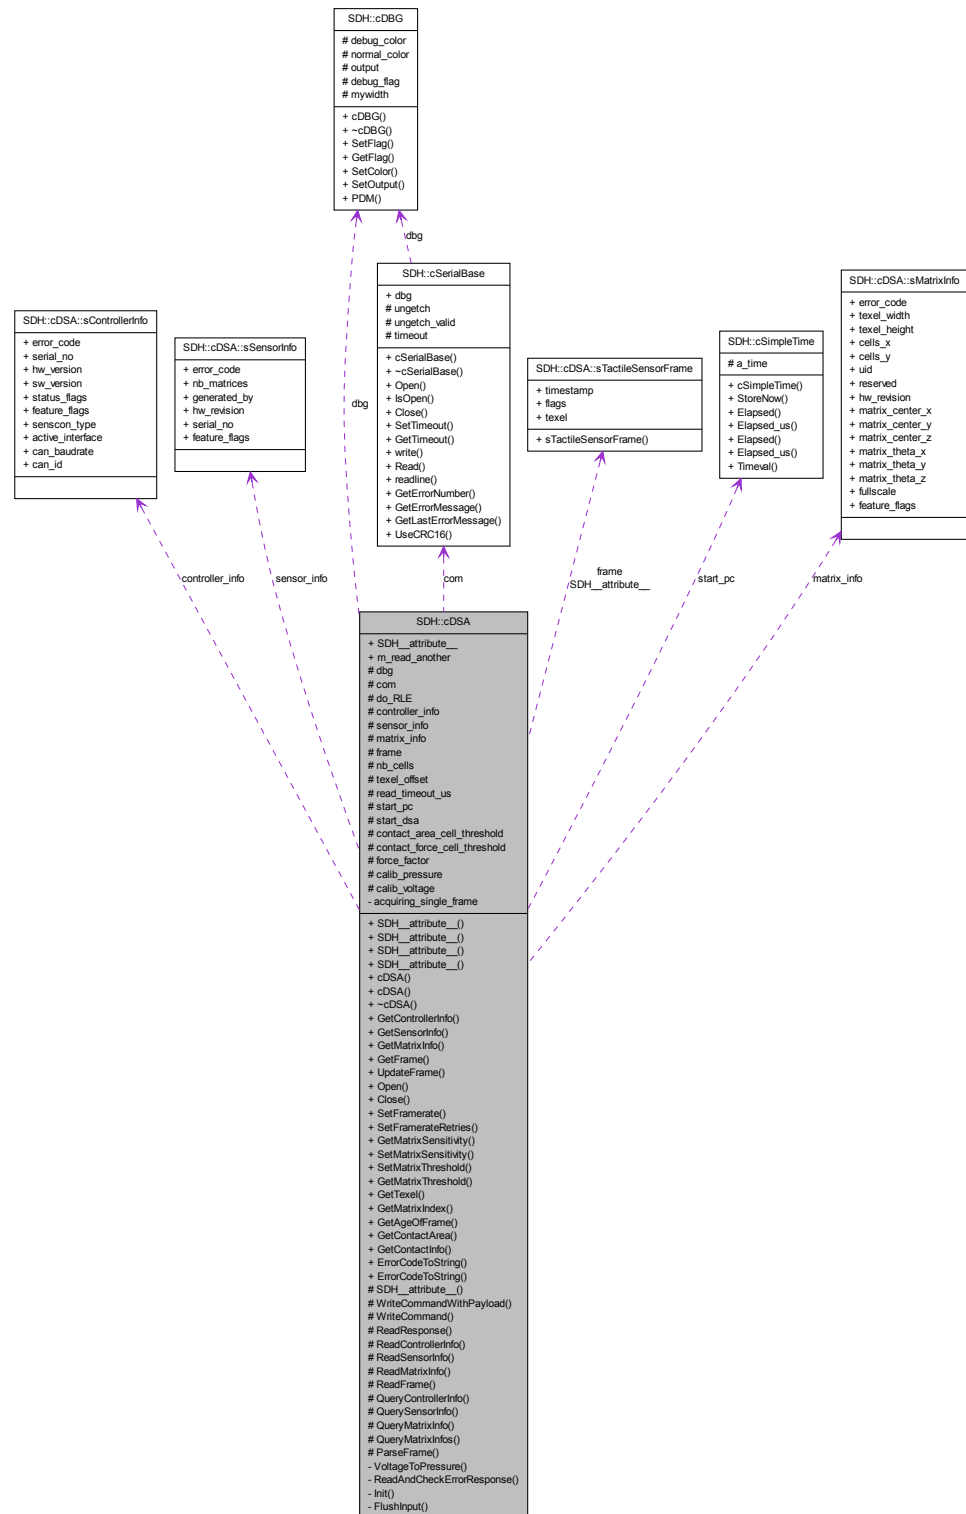 SDH::cDBG
# debug_color
# normal_color
# output
# debug_flag
# mywidth
+ cDBG()
+ ~cDBG()
+ SetFlag()
+ GetFlag()
+ SetColor()
+ SetOutput()
+ PDM()
dbg
dbg
SDH::cSerialBase
+ dbg
# ungetch
# ungetch_valid
# timeout
+ cSerialBase()
+ ~cSerialBase()
+ Open()
+ IsOpen()
+ Close()
+ SetTimeout()
+ GetTimeout()
+ write()
+ Read()
+ readline()
+ GetErrorNumber()
+ GetErrorMessage()
+ GetLastErrorMessage()
+ UseCRC16()
SDH::cDSA::sControllerInfo
+ error_code
+ serial_no
+ hw_version
+ sw_version
+ status_flags
+ feature_flags
+ senscon_type
+ active_interface
+ can_baudrate
+ can_id
SDH::cDSA::sSensorInfo
+ error_code
+ nb_matrices
+ generated_by
+ hw_revision
+ serial_no
+ feature_flags
SDH::cDSA::sTactileSensorFrame
+ timestamp
+ flags
+ texel
+ sTactileSensorFrame()
SDH::cSimpleTime
# a_time
+ cSimpleTime()
+ StoreNow()
+ Elapsed()
+ Elapsed_us()
+ Elapsed()
+ Elapsed_us()
+ Timeval()
SDH::cDSA::sMatrixInfo
+ error_code
+ texel_width
+ texel_height
+ cells_x
+ cells_y
+ uid
+ reserved
+ hw_revision
+ matrix_center_x
+ matrix_center_y
+ matrix_center_z
+ matrix_theta_x
+ matrix_theta_y
+ matrix_theta_z
+ fullscale
+ feature_flags
controller_info
sensor_info
com
frame
SDH__attribute__
start_pc
matrix_info
SDH::cDSA
+ SDH__attribute__
+ m_read_another
# dbg
# com
# do_RLE
# controller_info
# sensor_info
# matrix_info
# frame
# nb_cells
# texel_offset
# read_timeout_us
# start_pc
# start_dsa
# contact_area_cell_threshold
# contact_force_cell_threshold
# force_factor
# calib_pressure
# calib_voltage
- acquiring_single_frame
+ SDH__attribute__()
+ SDH__attribute__()
+ SDH__attribute__()
+ SDH__attribute__()
+ cDSA()
+ cDSA()
+ ~cDSA()
+ GetControllerInfo()
+ GetSensorInfo()
+ GetMatrixInfo()
+ GetFrame()
+ UpdateFrame()
+ Open()
+ Close()
+ SetFramerate()
+ SetFramerateRetries()
+ GetMatrixSensitivity()
+ SetMatrixSensitivity()
+ SetMatrixThreshold()
+ GetMatrixThreshold()
+ GetTexel()
+ GetMatrixIndex()
+ GetAgeOfFrame()
+ GetContactArea()
+ GetContactInfo()
+ ErrorCodeToString()
+ ErrorCodeToString()
# SDH__attribute__()
# WriteCommandWithPayload()
# WriteCommand()
# ReadResponse()
# ReadControllerInfo()
# ReadSensorInfo()
# ReadMatrixInfo()
# ReadFrame()
# QueryControllerInfo()
# QuerySensorInfo()
# QueryMatrixInfo()
# QueryMatrixInfos()
# ParseFrame()
- VoltageToPressure()
- ReadAndCheckErrorResponse()
- Init()
- FlushInput()